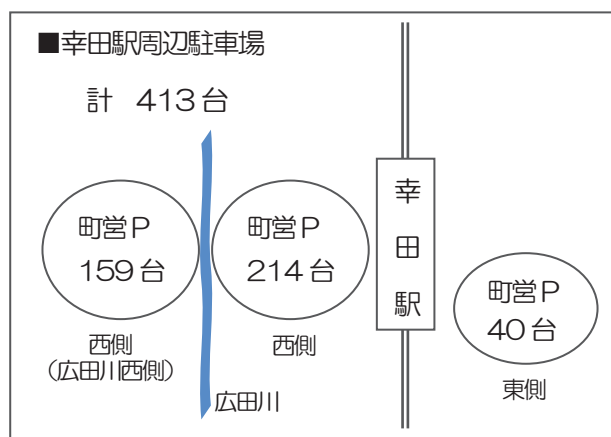 ■幸田駅周辺駐車場
計 413台
町営P
159台
西側
(広田川西側)
広田川
町営P
214台
西側
幸田駅
町営P
40台
東側